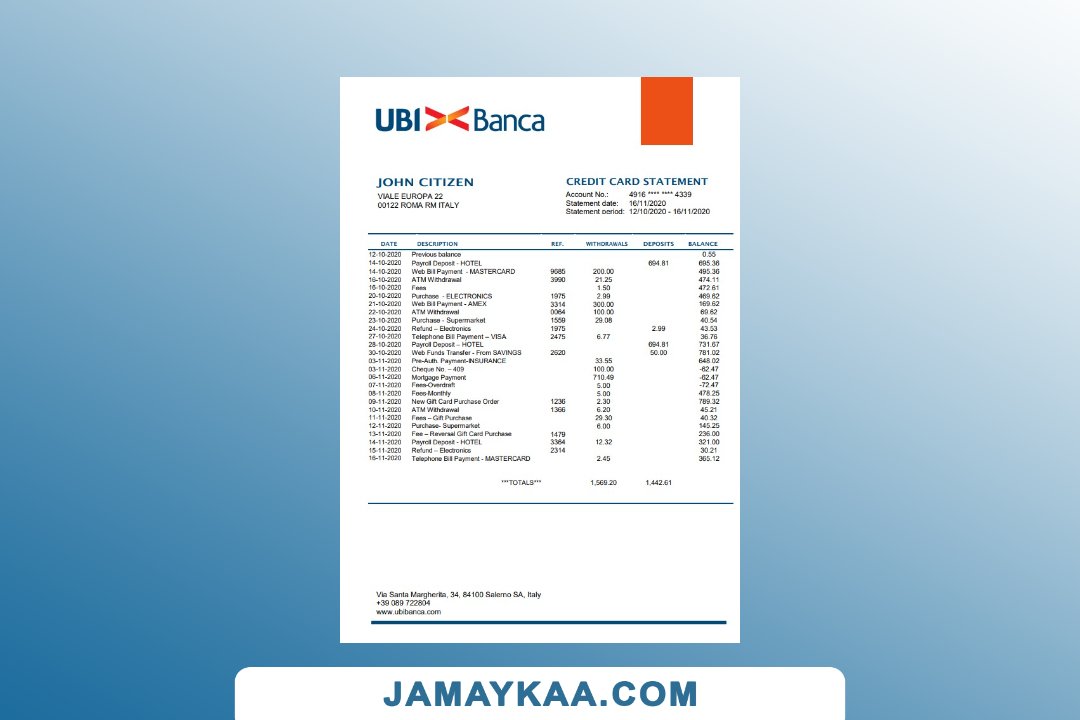 UBI Banca
JOHN CITIZEN
VIALE EUROPA 22
00122 ROMA RM ITALY
CREDIT CARD STATEMENT
Account No.: 4916 **** **** 4339
Statement date: 16/11/2020
Statement period: 12/10/2020 - 16/11/2020
DATE DESCRIPTION REF. WITHDRAWALS DEPOSITS BALANCE
12-10-2020 Previous balance 0.55
14-10-2020 Payroll Deposit - HOTEL 694.81 695.36
14-10-2020 Web Bill Payment - MASTERCARD 9685 200.00 495.36
16-10-2020 ATM Withdrawal 3990 21.25 474.11
16-10-2020 Fees 1.50 472.61
20-10-2020 Purchase - ELECTRONICS 1975 2.99 469.62
21-10-2020 Web Bill Payment - AMEX 3314 300.00 169.62
22-10-2020 ATM Withdrawal 0064 100.00 69.62
23-10-2020 Purchase - Supermarket 1559 29.08 40.54
24-10-2020 Refund – Electronics 1975 2.99 43.53
27-10-2020 Telephone Bill Payment – VISA 2475 6.77 36.76
28-10-2020 Payroll Deposit – HOTEL 694.81 731.67
30-10-2020 Web Funds Transfer - From SAVINGS 2620 50.00 781.02
03-11-2020 Pre-Auth. Payment-INSURANCE 33.55 648.02
03-11-2020 Cheque No. – 409 100.00 -62.47
06-11-2020 Mortgage Payment 710.49 -62.47
07-11-2020 Fees-Overdraft 5.00 -72.47
08-11-2020 Fees-Monthly 5.00 478.25
09-11-2020 New Gift Card Purchase Order 1236 2.30 789.32
10-11-2020 ATM Withdrawal 1366 6.20 45.21
11-11-2020 Fees – Gift Purchase 29.30 40.32
12-11-2020 Purchase- Supermarket 6.00 145.25
13-11-2020 Fee – Reversal Gift Card Purchase 1479 236.00
14-11-2020 Payroll Deposit - HOTEL 3364 12.32 321.00
15-11-2020 Refund – Electronics 2314 30.21
16-11-2020 Telephone Bill Payment - MASTERCARD 2.45 365.12
***TOTALS*** 1,569.20 1,442.61
Via Santa Margherita, 34, 84100 Salerno SA, Italy
+39 089 722804
www.ubibanca.com
JAMAYKAA.COM